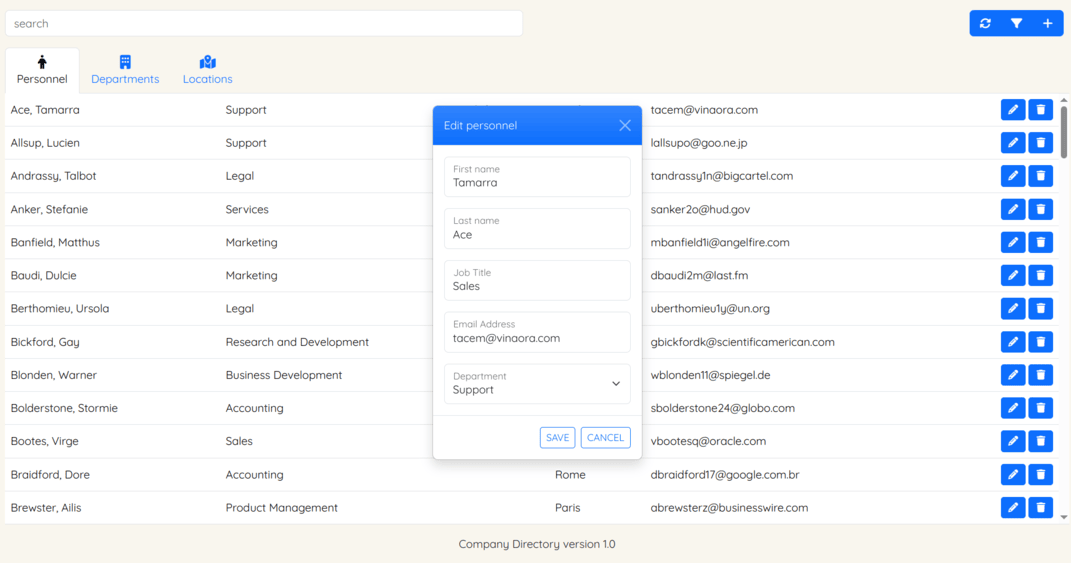 search
Personnel
Departments
Locations
Ace, Tamarra Support tacem@vinaora.com
Allsup, Lucien Support lallsupo@goo.ne.jp
Andrassy, Talbot Legal tandrassy1n@bigcartel.com
Anker, Stefanie Services sanker2o@hud.gov
Banfield, Matthus Marketing mbanfield1i@angelfire.com
Baudi, Dulcie Marketing dbaudi2m@last.fm
Berthomieu, Ursola Legal uberthomieu1y@un.org
Bickford, Gay Research and Development gbickfordk@scientificamerican.com
Blonden, Warner Business Development wblonden11@spiegel.de
Bolderstone, Stormie Accounting sbolderstone24@globo.com
Bootes, Virge Sales vbootesq@oracle.com
Braidford, Dore Accounting Rome dbraidford17@google.com.br
Brewster, Ailis Product Management Paris abrewsterz@businesswire.com
Edit personnel
First name
Tamarra
Last name
Ace
Job Title
Sales
Email Address
tacem@vinaora.com
Department
Support
SAVE CANCEL
Company Directory version 1.0